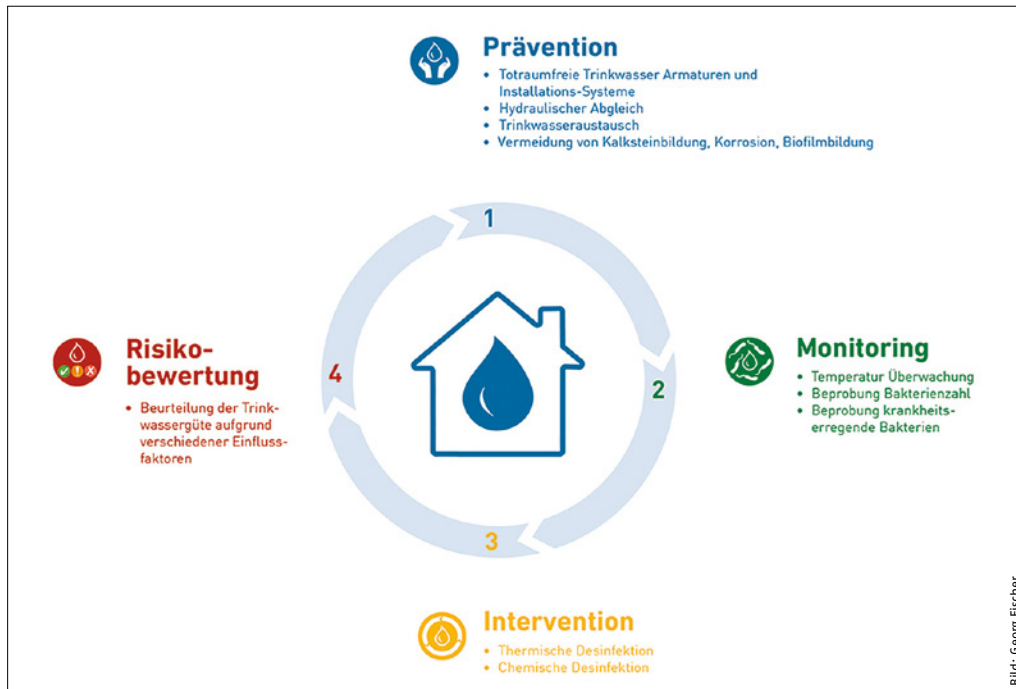 Prävention
• Totraumfreie Trinkwasser Armaturen und
Installations-Systeme
• Hydraulischer Abgleich
• Trinkwasseraustausch
• Vermeidung von Kalksteinbildung, Korrosion, Biofilmbildung
1
Monitoring
• Temperatur Überwachung
• Beprobung Bakterienzahl
• Beprobung krankheits-
erregende Bakterien
2
3
Intervention
• Thermische Desinfektion
• Chemische Desinfektion
Risiko-
bewertung
• Beurteilung der Trink-
wassergüte aufgrund
verschiedener Einfluss-
faktoren
4
Bild: Georg Fischer